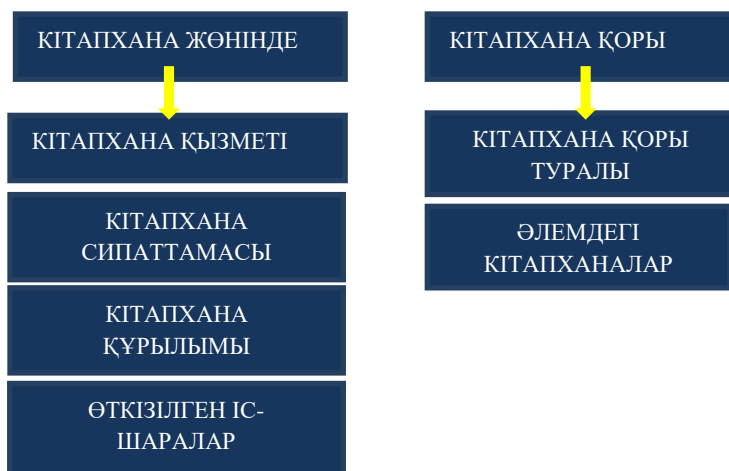 КІТАПХАНА ЖӨНІНДЕ
КІТАПХАНА ҚЫЗМЕТІ
КІТАПХАНА
СИПАТТАМАСЫ
КІТАПХАНА
ҚҰРЫЛЫМЫ
ӨТКІЗІЛГЕН ІС-
ШАРАЛАР
КІТАПХАНА ҚОРЫ
КІТАПХАНА ҚОРЫ
ТУРАЛЫ
ӘЛЕМДЕГІ
КІТАПХАНАЛАР